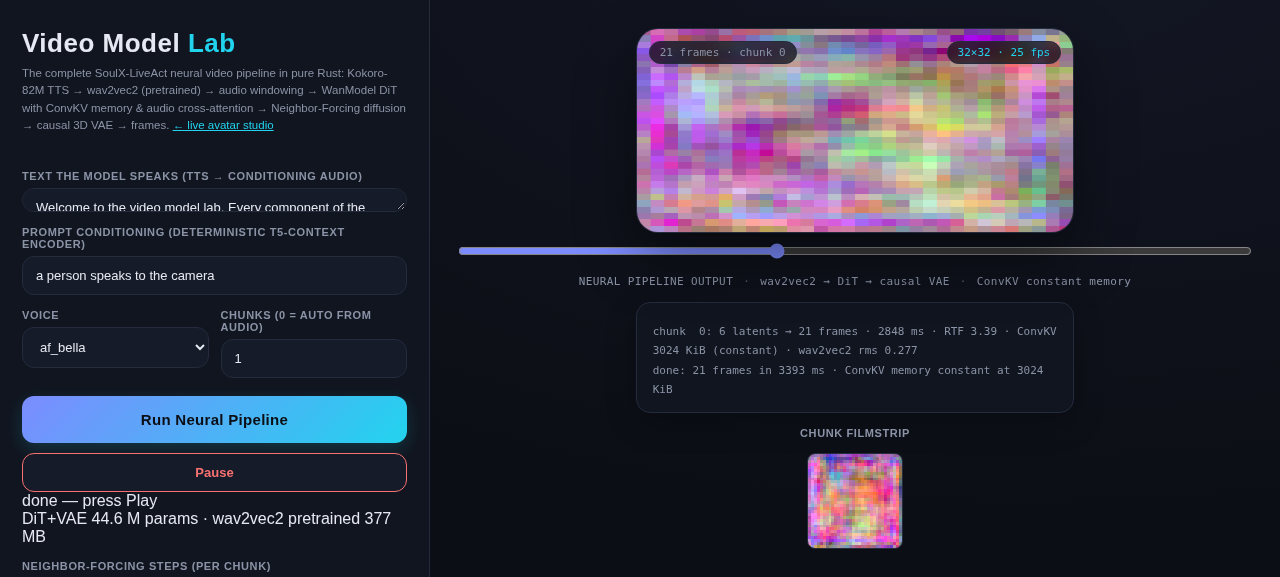 Video Model Lab
The complete SoulX-LiveAct neural video pipeline in pure Rust: Kokoro-
82M TTS → wav2vec2 (pretrained) → audio windowing → WanModel DiT
with ConvKV memory & audio cross-attention → Neighbor-Forcing diffusion
→ causal 3D VAE → frames. ← live avatar studio
TEXT THE MODEL SPEAKS (TTS → CONDITIONING AUDIO)
Welcome to the video model lab. Every component of the
PROMPT CONDITIONING (DETERMINISTIC T5-CONTEXT
ENCODER)
a person speaks to the camera
VOICE
af_bella
CHUNKS (0 = AUTO FROM
AUDIO)
1
Run Neural Pipeline
Pause
done — press Play
DiT+VAE 44.6 M params · wav2vec2 pretrained 377
MB
NEIGHBOR-FORCING STEPS (PER CHUNK)
21 frames · chunk 0
32×32 · 25 fps
NEURAL PIPELINE OUTPUT · wav2vec2 → DiT → causal VAE · ConvKV constant memory
chunk  0: 6 latents → 21 frames · 2848 ms · RTF 3.39 · ConvKV
3024 KiB (constant) · wav2vec2 rms 0.277
done: 21 frames in 3393 ms · ConvKV memory constant at 3024
KiB
CHUNK FILMSTRIP